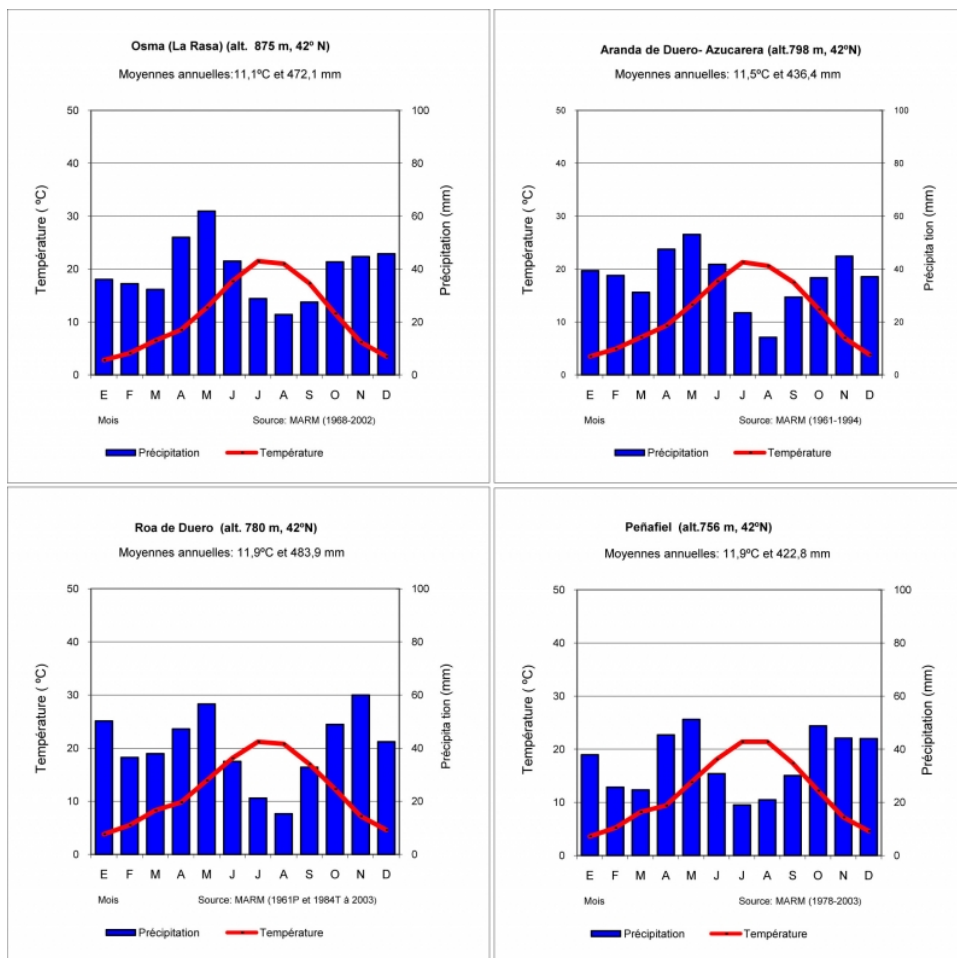 Osma (La Rasa) (alt. 875 m, 42º N)
Moyennes annuelles:11,1ºC et 472,1 mm
50
40
30
20
10
0
Température ( ºC)
100
80
60
40
20
0
Précipitation (mm)
E F M A M J J A S O N D
Mois Source: MARM (1968-2002)
Précipitation Température
Aranda de Duero- Azucarera (alt.798 m, 42ºN)
Moyennes annuelles: 11,5ºC et 436,4 mm
50
40
30
20
10
0
Température ( ºC)
100
80
60
40
20
0
Précipita tion (mm)
E F M A M J J A S O N D
Mois Source: MARM (1961-1994)
Précipitation Température
Roa de Duero (alt. 780 m, 42ºN)
Moyennes annuelles: 11,9ºC et 483,9 mm
50
40
30
20
10
0
Température ( ºC)
100
80
60
40
20
0
Précipita tion (mm)
E F M A M J J A S O N D
Mois Source: MARM (1961P et 1984T à 2003)
Précipitation Température
Peñafiel (alt.756 m, 42ºN)
Moyennes annuelles: 11,9ºC et 422,8 mm
50
40
30
20
10
0
Température ( ºC)
100
80
60
40
20
0
Précipitation (mm)
E F M A M J J A S O N D
Mois Source: MARM (1978-2003)
Précipitation Température